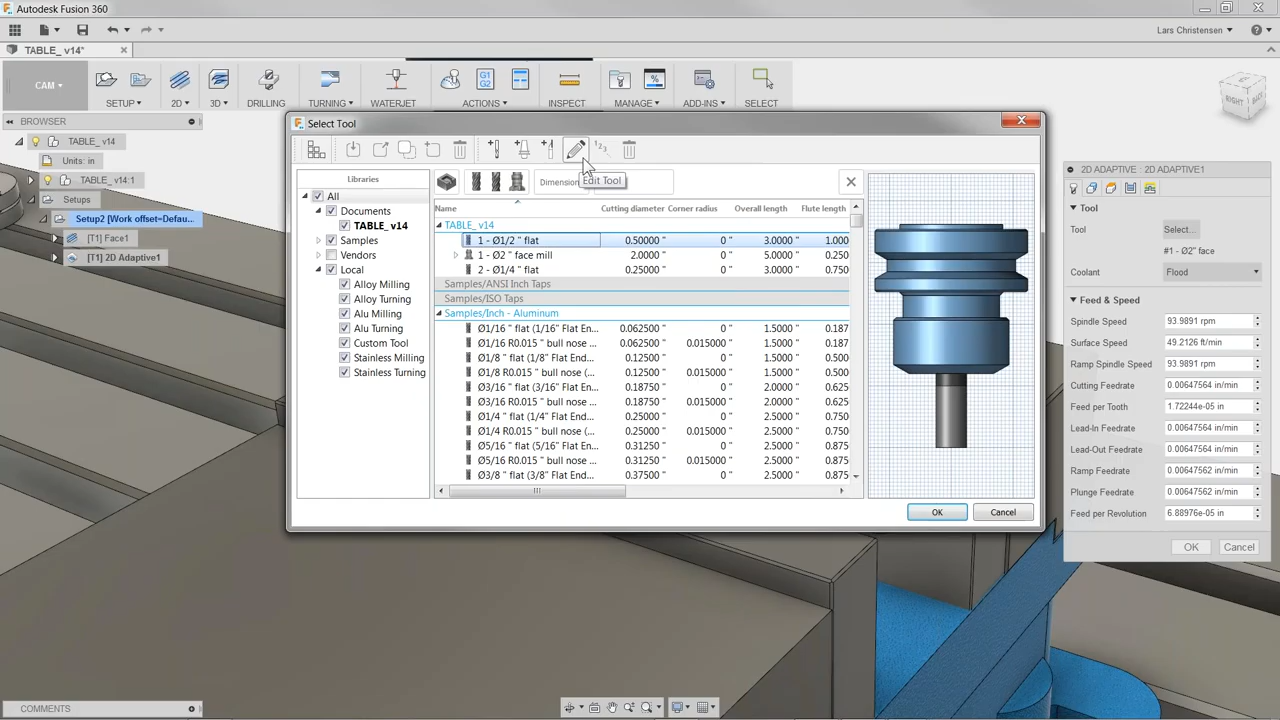 Autodesk Fusion 360
Lars Christensen
TABLE_ v14*
CAM
SETUP
2D
3D
DRILLING
TURNING
WATERJET
G1
G2
ACTIONS
INSPECT
MANAGE
ADD-INS
SELECT
BACK
RIGHT
BROWSER
TABLE_ v14
Units: in
TABLE_ v14:1
Setups
Setup2 [Work offset=Defau...
[T1] Face1
[T1] 2D Adaptive1
Select Tool
123
Edit Tool
Libraries
All
Documents
TABLE_ v14
Samples
Vendors
Local
Alloy Milling
Alloy Turning
Alu Milling
Alu Turning
Custom Tool
Stainless Milling
Stainless Turning
Dimension
Name Cutting diameter Corner radius Overall length Flute length
TABLE_ v14
1 - Ø1/2 " flat 0.50000 " 0 " 3.0000 " 1.000
1 - Ø2 " face mill 2.0000 " 0 " 5.0000 " 0.250
2 - Ø1/4 " flat 0.25000 " 0 " 3.0000 " 0.750
Samples/ANSI Inch Taps
Samples/ISO Taps
Samples/Inch - Aluminum
Ø1/16 " flat (1/16" Flat En... 0.062500 " 0 " 1.5000 " 0.187
Ø1/16 R0.015 " bull nose (... 0.062500 " 0.015000 " 1.5000 " 0.187
Ø1/8 " flat (1/8" Flat End... 0.12500 " 0 " 1.5000 " 0.500
Ø1/8 R0.015 " bull nose (... 0.12500 " 0.015000 " 1.5000 " 0.500
Ø3/16 " flat (3/16" Flat En... 0.18750 " 0 " 2.0000 " 0.625
Ø3/16 R0.015 " bull nose (... 0.18750 " 0.015000 " 2.0000 " 0.625
Ø1/4 " flat (1/4" Flat End... 0.25000 " 0 " 2.5000 " 0.750
Ø1/4 R0.015 " bull nose (... 0.25000 " 0.015000 " 2.5000 " 0.750
Ø5/16 " flat (5/16" Flat En... 0.31250 " 0 " 2.5000 " 0.875
Ø5/16 R0.015 " bull nose ... 0.31250 " 0.015000 " 2.5000 " 0.875
Ø3/8 " flat (3/8" Flat End... 0.37500 " 0 " 2.5000 " 0.875
OK
Cancel
2D ADAPTIVE : 2D ADAPTIVE1
Tool
Tool Select...
#1 - Ø2" face
Coolant Flood
Feed & Speed
Spindle Speed 93.9891 rpm
Surface Speed 49.2126 ft/min
Ramp Spindle Speed 93.9891 rpm
Cutting Feedrate 0.00647564 in/min
Feed per Tooth 1.72244e-05 in
Lead-In Feedrate 0.00647564 in/min
Lead-Out Feedrate 0.00647564 in/min
Ramp Feedrate 0.00647562 in/min
Plunge Feedrate 0.00647562 in/min
Feed per Revolution 6.88976e-05 in
OK Cancel
COMMENTS